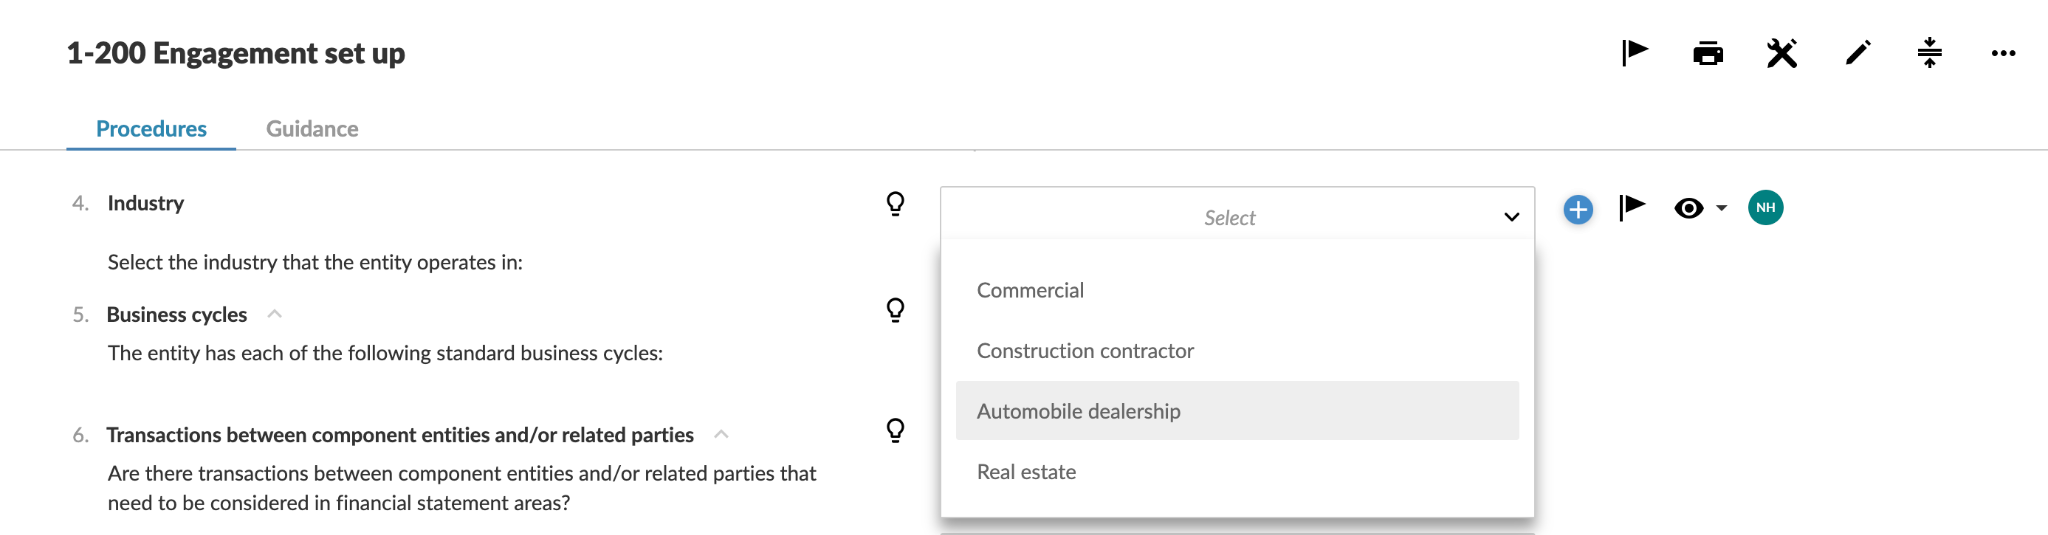 1-200 Engagement set up
Procedures
Guidance
4. Industry
Select the industry that the entity operates in:
5. Business cycles
The entity has each of the following standard business cycles:
6. Transactions between component entities and/or related parties
Are there transactions between component entities and/or related parties that
need to be considered in financial statement areas?
Select
Commercial
Construction contractor
Automobile dealership
Real estate
NH